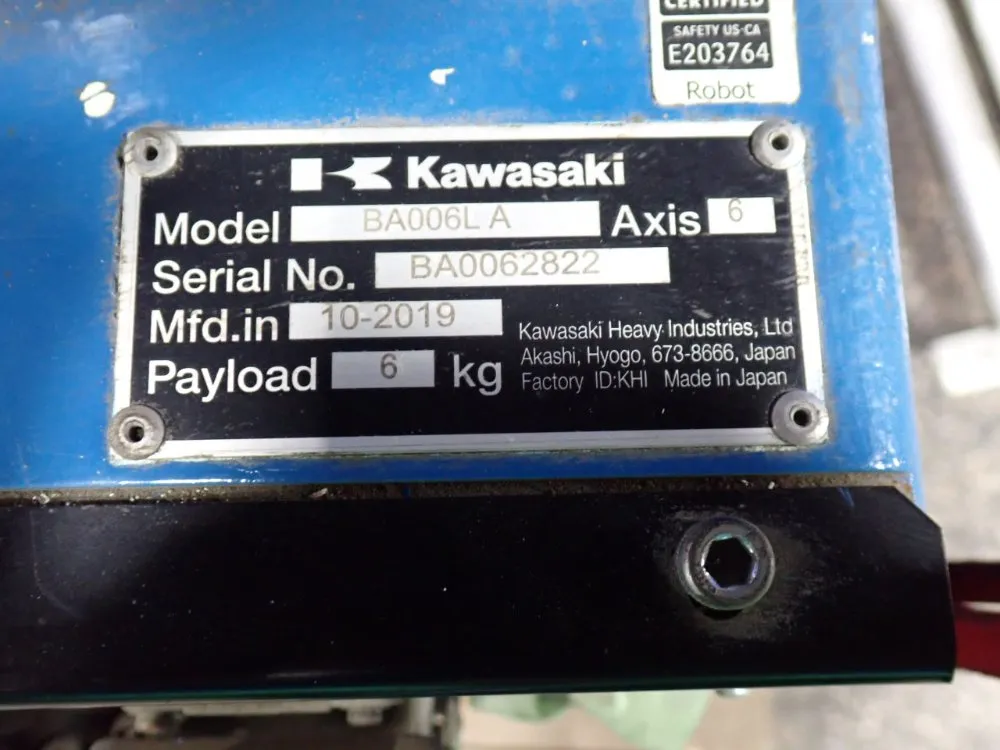 CERTIFIED
SAFETY US-CA
E203764
Robot
Kawasaki
Model BA006L A Axis 6
Serial No. BA0062822
Mfd.in 10-2019
Payload 6 kg
Kawasaki Heavy Industries, Ltd
Akashi, Hyogo, 673-8666, Japan
Factory ID:KHI Made in Japan